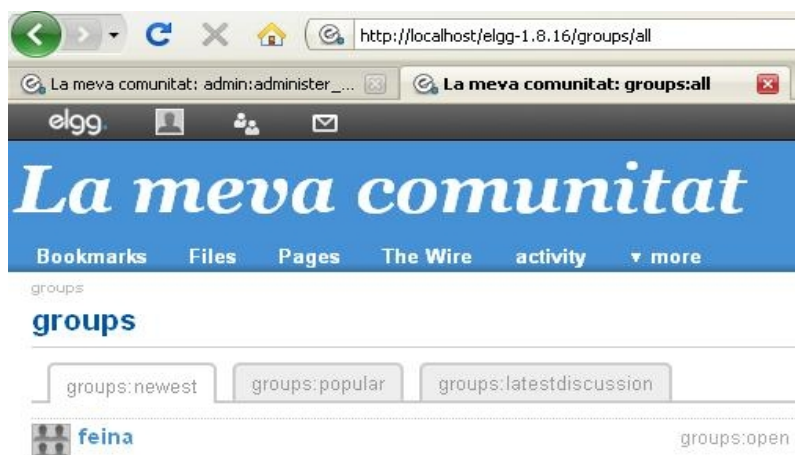 http://localhost/elgg-1.8.16/groups/all
La meva comunitat: admin:administer_... La meva comunitat: groups:all
elgg.
La meva comunitat
Bookmarks Files Pages The Wire activity ▼ more
groups
groups
groups:newest groups:popular groups:latestdiscussion
feina groups:open